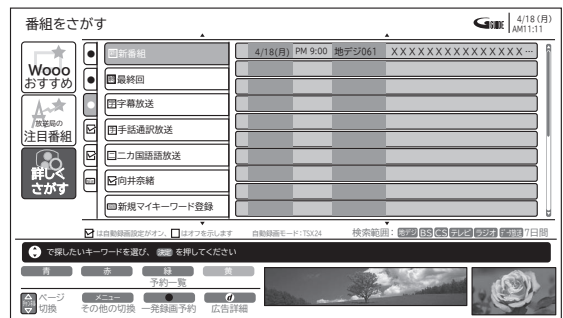 番組をさがす
GGUIDE
4/18 (月)
AM11:11
Wooo
おすすめ
放送局の
注目番組
詳しく
さがす
新番組
最終回
字幕放送
手話通訳放送
二カ国語放送
向井奈緒
新規マイキーワード登録
4/18(月) PM 9:00 地デジ061 XXXXXXXXXXXXXXX…
は自動録画設定がオン、 はオフを示します 自動録画モード:TSX24 検索範囲: 地デジ BS CS テレビ ラジオ データ放送 7日間
で探したいキーワードを選び、 決定 を押してください
青 赤 緑 黄
予約一覧
ページ
切換
メニュー
その他の切換
一発録画予約
d
広告詳細